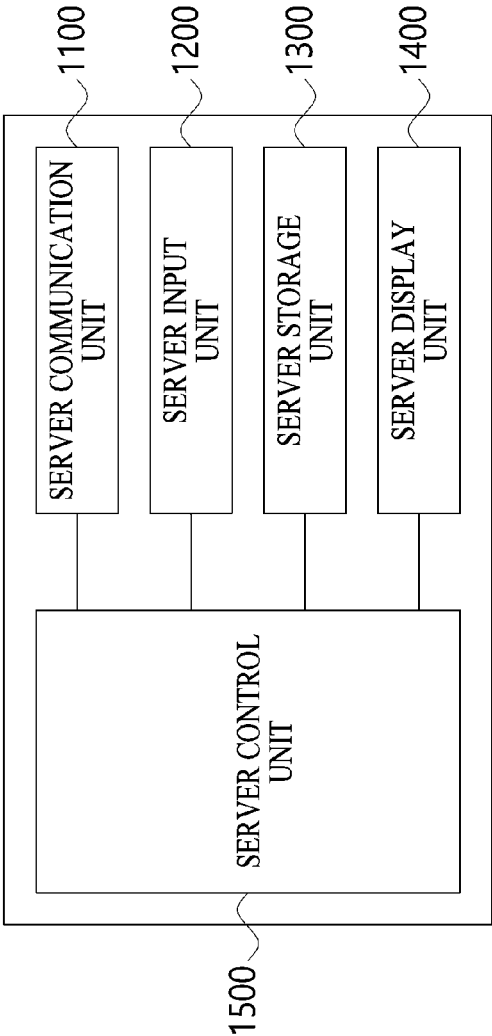 1100
SERVER COMMUNICATION
UNIT
1200
SERVER INPUT
UNIT
1300
SERVER STORAGE
UNIT
1400
SERVER DISPLAY
UNIT
SERVER CONTROL
UNIT
1500